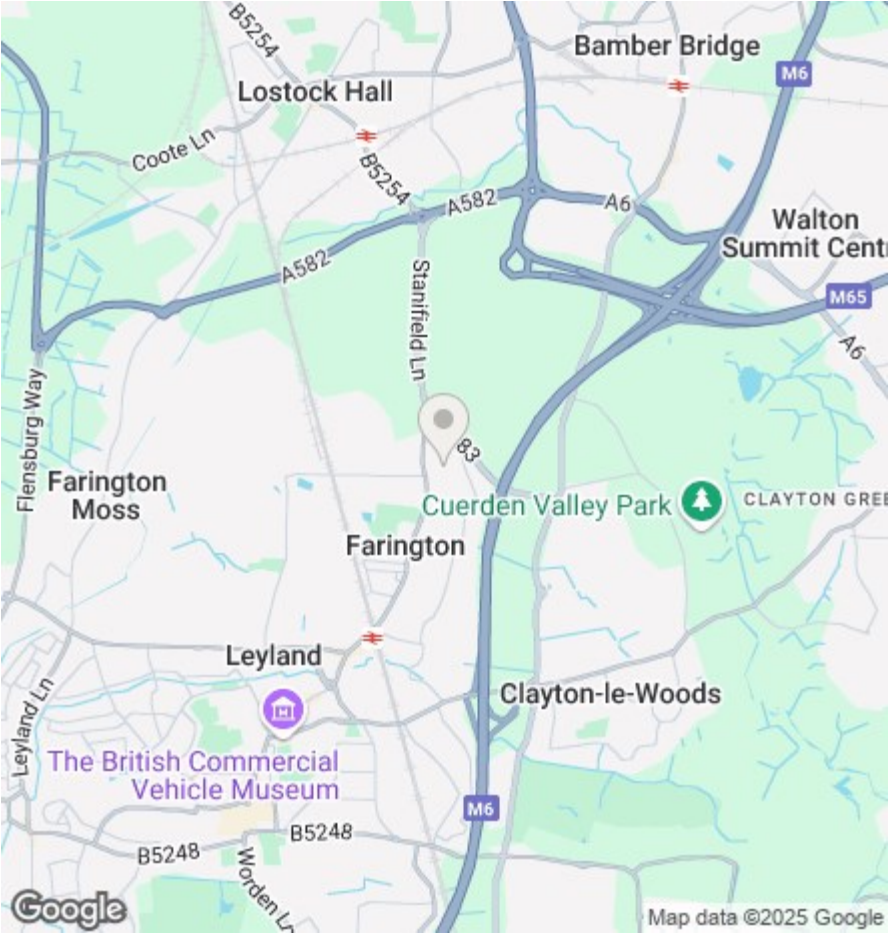 B5254
Bamber Bridge
M6
Lostock Hall
Coote Ln
B5254
A582
A6
Walton
Summit Centr
A582
M65
Stanifield Ln
A6
Flensburg Way
83
Farington
Moss
Cuerden Valley Park
CLAYTON GREE
Farington
Leyland
Clayton-le-Woods
Leyland Ln
The British Commercial
Vehicle Museum
M6
B5248
B5248
Worden Ln
Google
Map data ©2025 Google